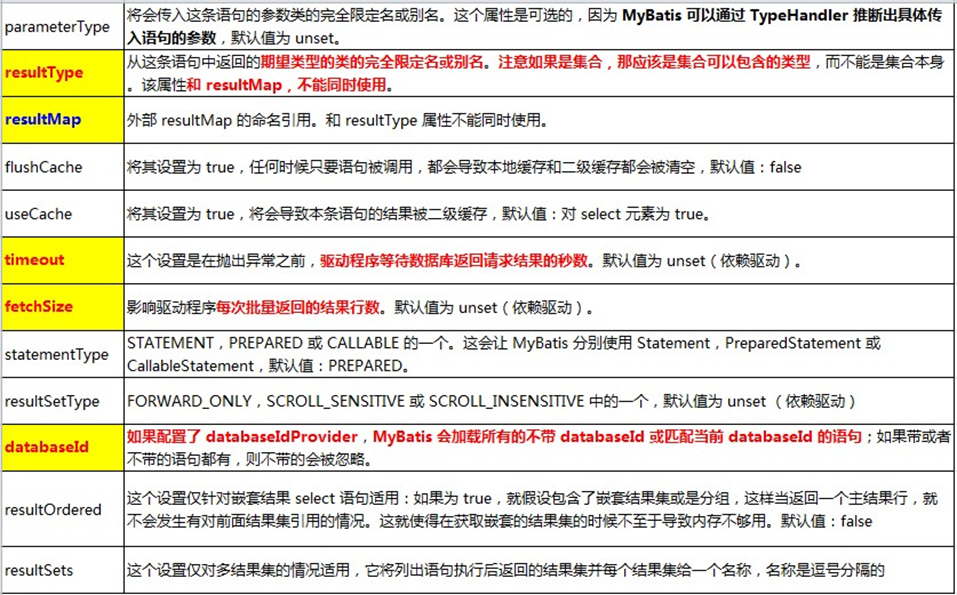 parameterType
将会传入这条语句的参数类的完全限定名或别名。这个属性是可选的，因为 MyBatis 可以通过 TypeHandler 推断出具体传
入语句的参数，默认值为 unset。
resultType
从这条语句中返回的期望类型的类的完全限定名或别名。注意如果是集合，那应该是集合可以包含的类型，而不能是集合本身
。该属性和 resultMap，不能同时使用。
resultMap
外部 resultMap 的命名引用。和 resultType 属性不能同时使用。
flushCache
将其设置为 true，任何时候只要语句被调用，都会导致本地缓存和二级缓存都会被清空，默认值：false
useCache
将其设置为 true，将会导致本条语句的结果被二级缓存，默认值：对 select 元素为 true。
timeout
这个设置是在抛出异常之前，驱动程序等待数据库返回请求结果的秒数。默认值为 unset（依赖驱动）。
fetchSize
影响驱动程序每次批量返回的结果行数。默认值为 unset（依赖驱动）。
statementType
STATEMENT，PREPARED 或 CALLABLE 的一个。这会让 MyBatis 分别使用 Statement，PreparedStatement 或
CallableStatement，默认值：PREPARED。
resultSetType
FORWARD_ONLY，SCROLL_SENSITIVE 或 SCROLL_INSENSITIVE 中的一个，默认值为 unset （依赖驱动）
databaseId
如果配置了 databaseIdProvider，MyBatis 会加载所有的不带 databaseId 或匹配当前 databaseId 的语句；如果带或者
不带的语句都有，则不带的会被忽略。
resultOrdered
这个设置仅针对嵌套结果 select 语句适用：如果为 true，就假设包含了嵌套结果集或是分组，这样当返回一个主结果行，就
不会发生有对前面结果集引用的情况。这就使得在获取嵌套的结果集的时候不至于导致内存不够用。默认值：false
resultSets
这个设置仅对多结果集的情况适用，它将列出语句执行后返回的结果集并每个结果集给一个名称，名称是逗号分隔的